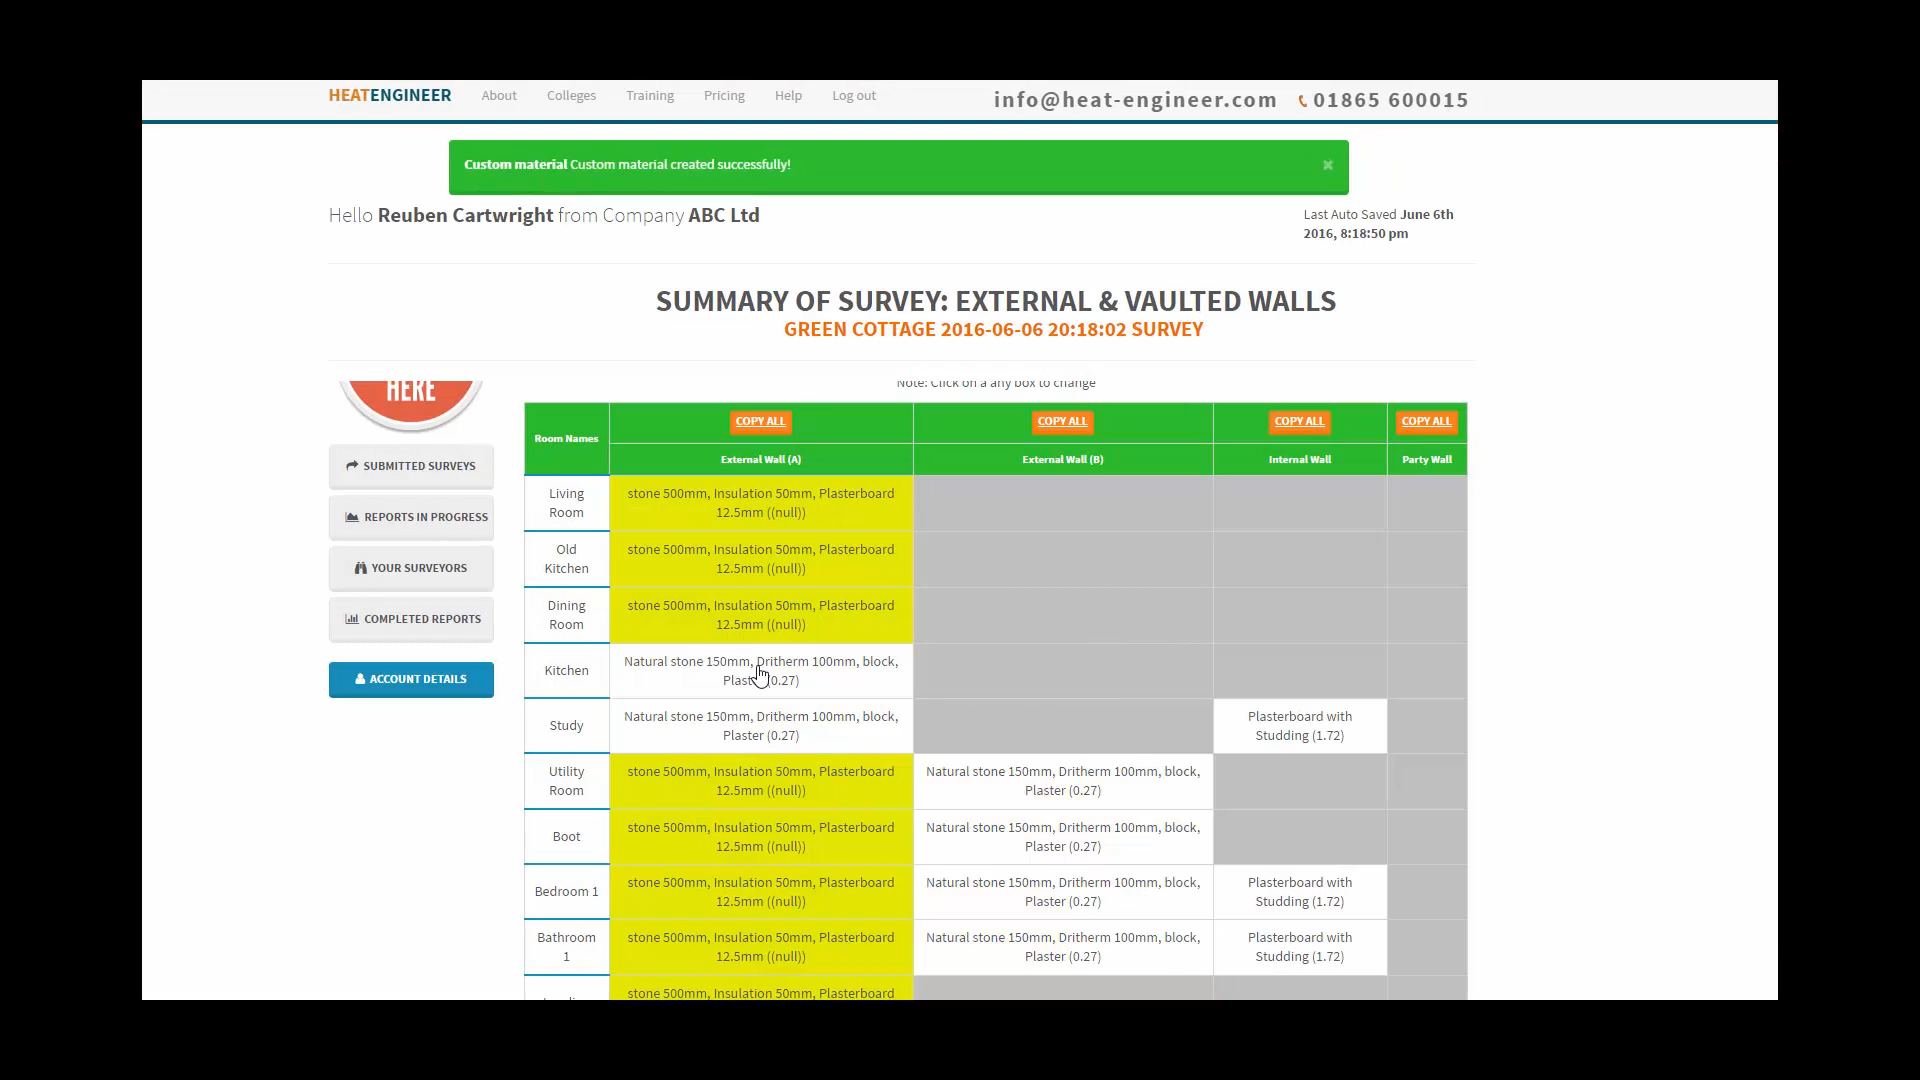 HEATENGINEER About Colleges Training Pricing Help Log out info@heat-engineer.com 01865 600015
Custom material Custom material created successfully! ×
Hello Reuben Cartwright from Company ABC Ltd
Last Auto Saved June 6th
2016, 8:18:50 pm
SUMMARY OF SURVEY: EXTERNAL & VAULTED WALLS
GREEN COTTAGE 2016-06-06 20:18:02 SURVEY
HERE
SUBMITTED SURVEYS
REPORTS IN PROGRESS
YOUR SURVEYORS
COMPLETED REPORTS
ACCOUNT DETAILS
Note: Click on a any box to change
Room Names
COPY ALL COPY ALL COPY ALL COPY ALL
External Wall (A) External Wall (B) Internal Wall Party Wall
Living
Room
stone 500mm, Insulation 50mm, Plasterboard
12.5mm ((null))
Old
Kitchen
stone 500mm, Insulation 50mm, Plasterboard
12.5mm ((null))
Dining
Room
stone 500mm, Insulation 50mm, Plasterboard
12.5mm ((null))
Kitchen
Natural stone 150mm, Dritherm 100mm, block,
(0.27)
Study
Natural stone 150mm, Dritherm 100mm, block,
Plaster (0.27)
Plasterboard with
Studding (1.72)
Utility
Room
stone 500mm, Insulation 50mm, Plasterboard
12.5mm ((null))
Natural stone 150mm, Dritherm 100mm, block,
Plaster (0.27)
Boot
stone 500mm, Insulation 50mm, Plasterboard
12.5mm ((null))
Natural stone 150mm, Dritherm 100mm, block,
Plaster (0.27)
Bedroom 1
stone 500mm, Insulation 50mm, Plasterboard
12.5mm ((null))
Natural stone 150mm, Dritherm 100mm, block,
Plaster (0.27)
Plasterboard with
Studding (1.72)
Bathroom
1
stone 500mm, Insulation 50mm, Plasterboard
12.5mm ((null))
Natural stone 150mm, Dritherm 100mm, block,
Plaster (0.27)
Plasterboard with
Studding (1.72)
stone 500mm, Insulation 50mm, Plasterboard